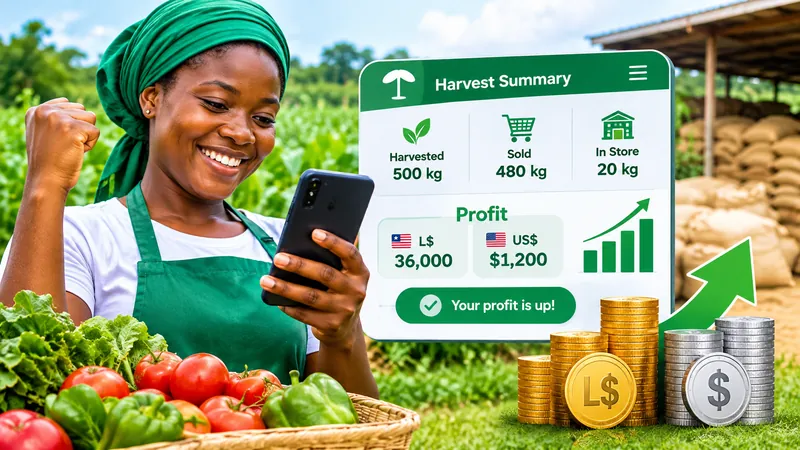 Harvest Summary
Harvested
500 kg
Sold
480 kg
In Store
20 kg
Profit
L$
36,000
US$
$1,200
Your profit is up!
L$
$